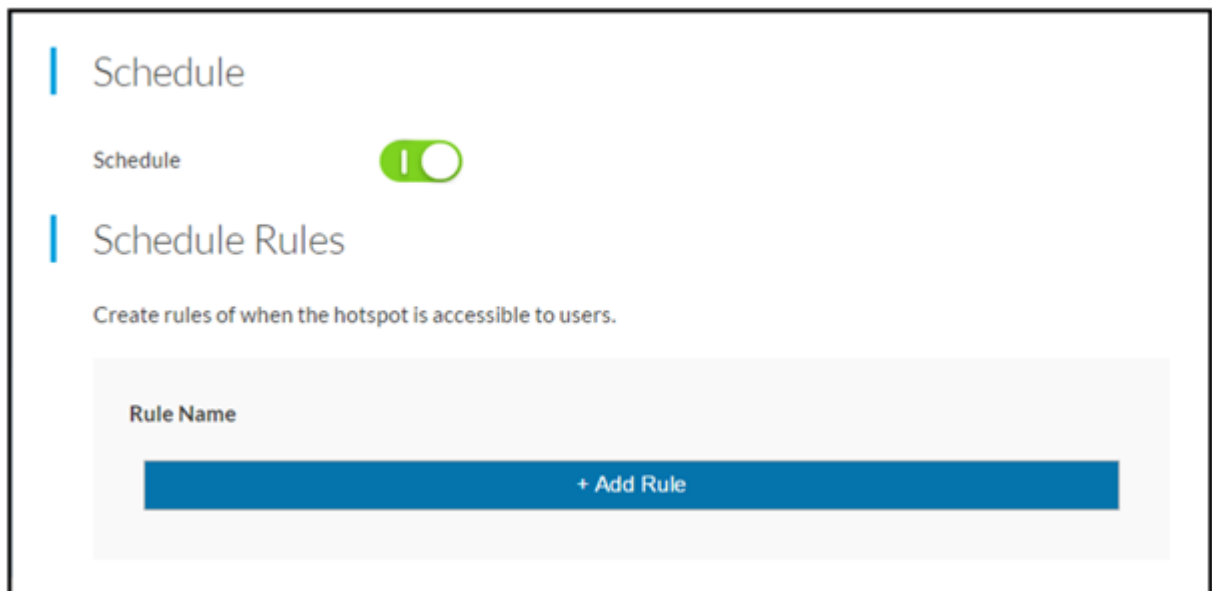 Schedule
Schedule
Schedule Rules
Create rules of when the hotspot is accessible to users.
Rule Name
+ Add Rule